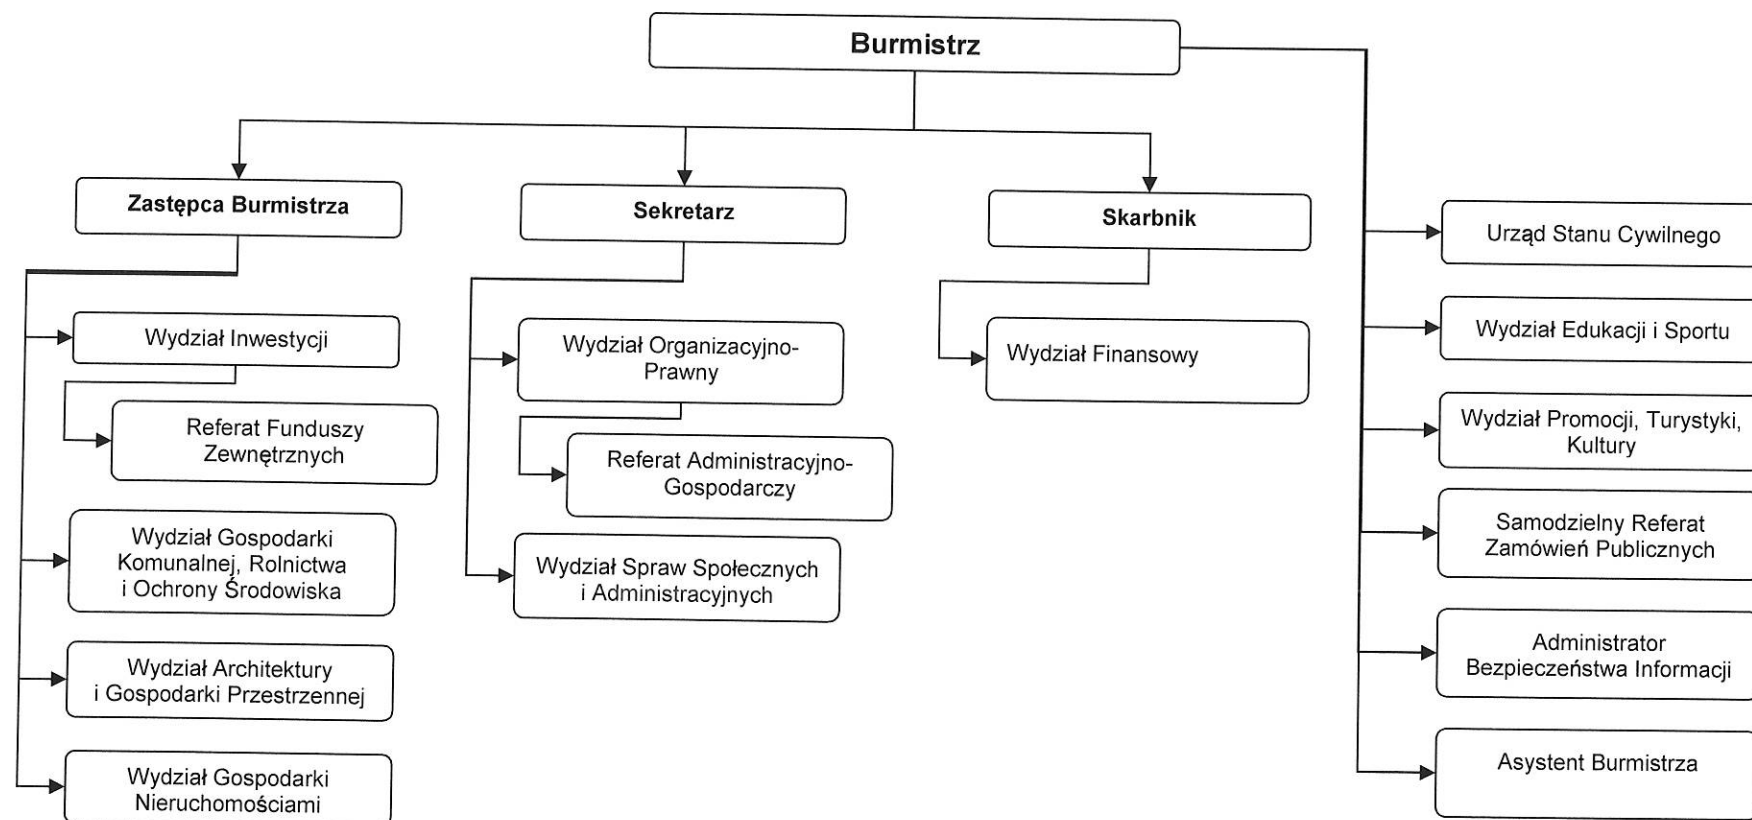 Burmistrz
Zastępca Burmistrza
Sekretarz
Skarbnik
Wydział Inwestycji
Referat Funduszy
Zewnętrznych
Wydział Gospodarki
Komunalnej, Rolnictwa
i Ochrony Środowiska
Wydział Architektury
i Gospodarki Przestrzennej
Wydział Gospodarki
Nieruchomościami
Wydział Organizacyjno-
Prawny
Referat Administracyjno-
Gospodarczy
Wydział Spraw Społecznych
i Administracyjnych
Wydział Finansowy
Urząd Stanu Cywilnego
Wydział Edukacji i Sportu
Wydział Promocji, Turystyki,
Kultury
Samodzielny Referat
Zamówień Publicznych
Administrator
Bezpieczeństwa Informacji
Asystent Burmistrza